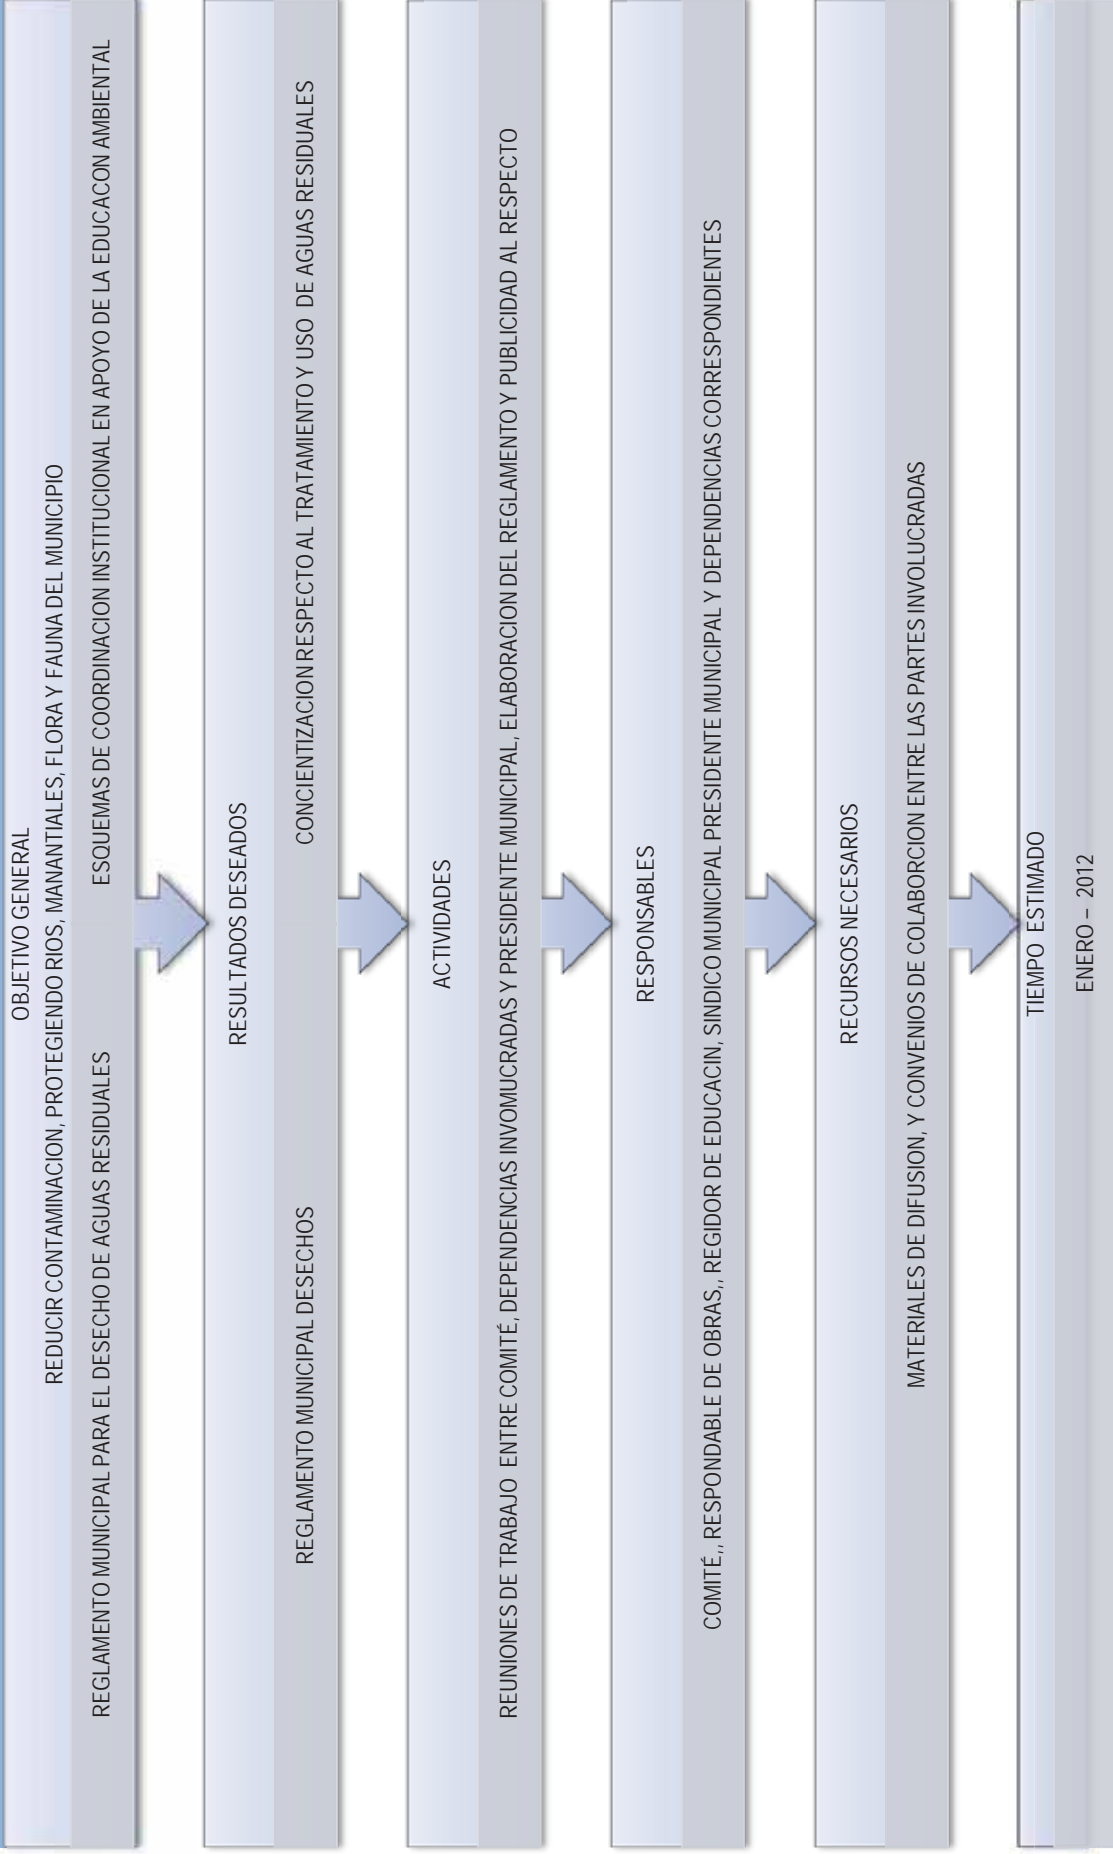 OBJETIVO GENERAL
REDUCIR CONTAMINACION, PROTEGIENDO RIOS, MANANTIALES, FLORA Y FAUNA DEL MUNICIPIO
REGLAMENTO MUNICIPAL PARA EL DESECHO DE AGUAS RESIDUALES
ESQUEMAS DE COORDINACION INSTITUCIONAL EN APOYO DE LA EDUCACON AMBIENTAL
RESULTADOS DESEADOS
REGLAMENTO MUNICIPAL DESECHOS
CONCIENTIZACION RESPECTO AL TRATAMIENTO Y USO DE AGUAS RESIDUALES
ACTIVIDADES
REUNIONES DE TRABAJO ENTRE COMITÉ, DEPENDENCIAS INVOMUCRADAS Y PRESIDENTE MUNICIPAL, ELABORACION DEL REGLAMENTO Y PUBLICIDAD AL RESPECTO
RESPONSABLES
COMITÉ,, RESPONDABLE DE OBRAS,, REGIDOR DE EDUCACIN, SINDICO MUNICIPAL PRESIDENTE MUNICIPAL Y DEPENDENCIAS CORRESPONDIENTES
RECURSOS NECESARIOS
MATERIALES DE DIFUSION, Y CONVENIOS DE COLABORCION ENTRE LAS PARTES INVOLUCRADAS
TIEMPO ESTIMADO
ENERO – 2012